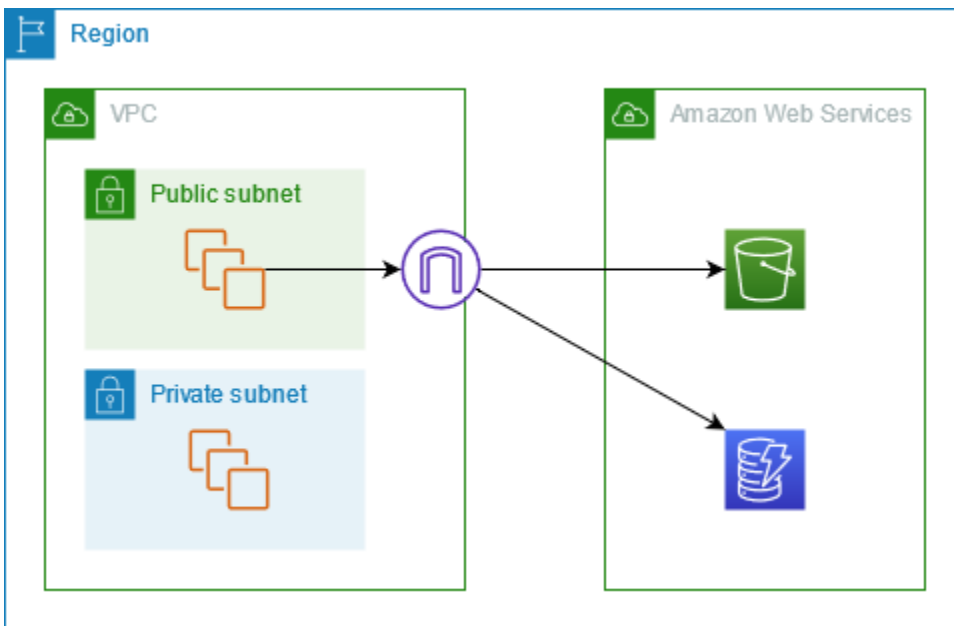 Region
VPC
Amazon Web Services
Public subnet
Private subnet